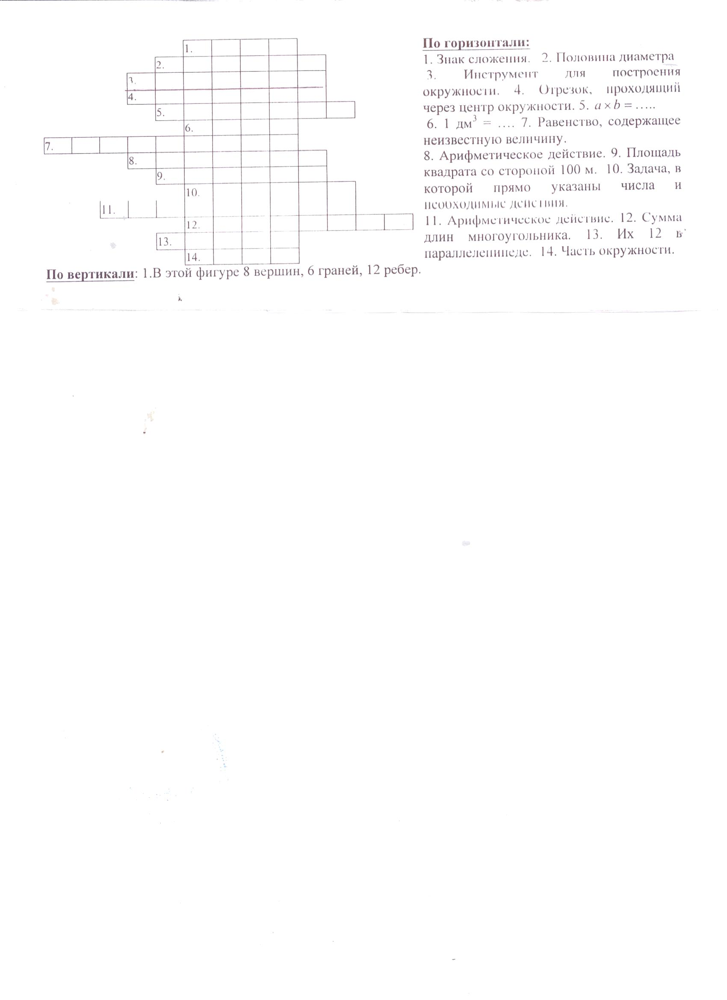 1.
2.
3.
4.
5.
6.
7.
8.
9.
10.
11.
12.
13.
14.
По горизонтали:
1. Знак сложения. 2. Половина диаметра
3. Инструмент для построения
окружности. 4. Отрезок, проходящий
через центр окружности. 5. a × b = …..
6. 1 дм³ = …. 7. Равенство, содержащее
неизвестную величину.
8. Арифметическое действие. 9. Площадь
квадрата со стороной 100 м. 10. Задача, в
которой прямо указаны числа и
необходимые действия.
11. Арифметическое действие. 12. Сумма
длин многоугольника. 13. Их 12 в
параллелепипеде. 14. Часть окружности.
По вертикали: 1.В этой фигуре 8 вершин, 6 граней, 12 ребер.